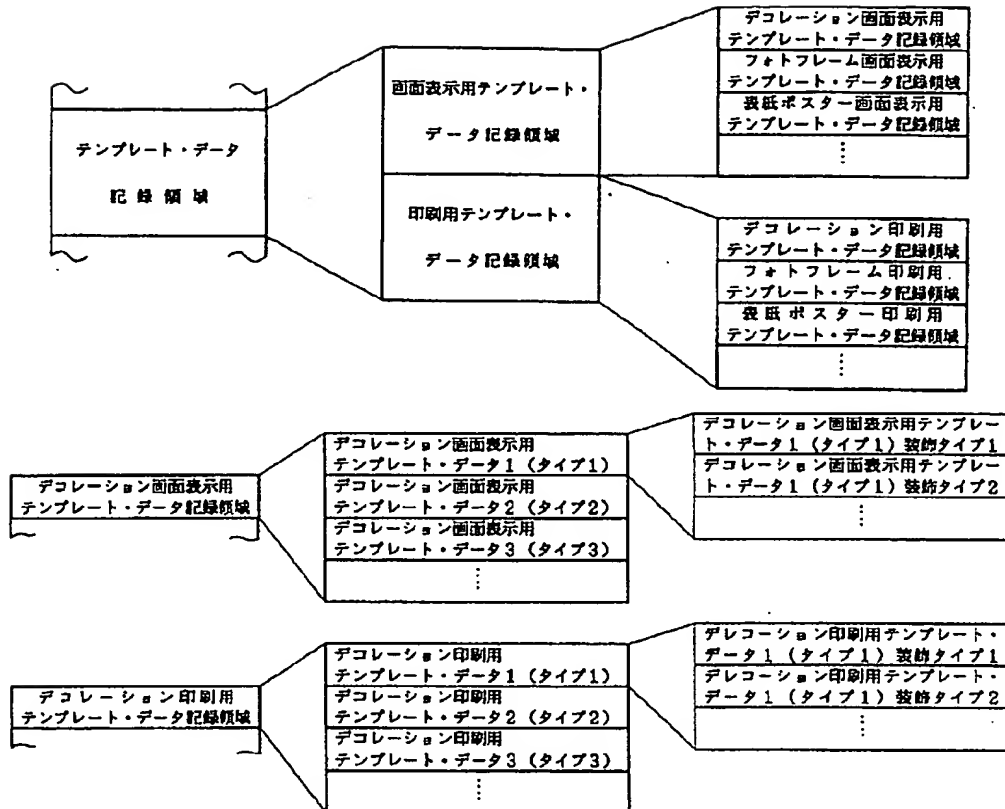 テンプレート・データ
記録領域
画面表示用テンプレート・
データ記録領域
印刷用テンプレート・
データ記録領域
デコレーション画面表示用
テンプレート・データ記録領域
フォトフレーム画面表示用
テンプレート・データ記録領域
表紙ポスター画面表示用
テンプレート・データ記録領域
⋮
デコレーション印刷用
テンプレート・データ記録領域
フォトフレーム印刷用
テンプレート・データ記録領域
表紙ポスター印刷用
テンプレート・データ記録領域
⋮
デコレーション画面表示用
テンプレート・データ記録領域
デコレーション画面表示用
テンプレート・データ1(タイプ1)
デコレーション画面表示用
テンプレート・データ2(タイプ2)
デコレーション画面表示用
テンプレート・データ3(タイプ3)
⋮
デコレーション画面表示用テンプレー
ト・データ1(タイプ1)装飾タイプ1
デコレーション画面表示用テンプレー
ト・データ1(タイプ1)装飾タイプ2
⋮
デコレーション印刷用
テンプレート・データ記録領域
デコレーション印刷用
テンプレート・データ1(タイプ1)
デコレーション印刷用
テンプレート・データ2(タイプ2)
デコレーション印刷用
テンプレート・データ3(タイプ3)
⋮
デレコーション印刷用テンプレート・
データ1(タイプ1)装飾タイプ1
デレコーション印刷用テンプレート・
データ1(タイプ1)装飾タイプ2
⋮